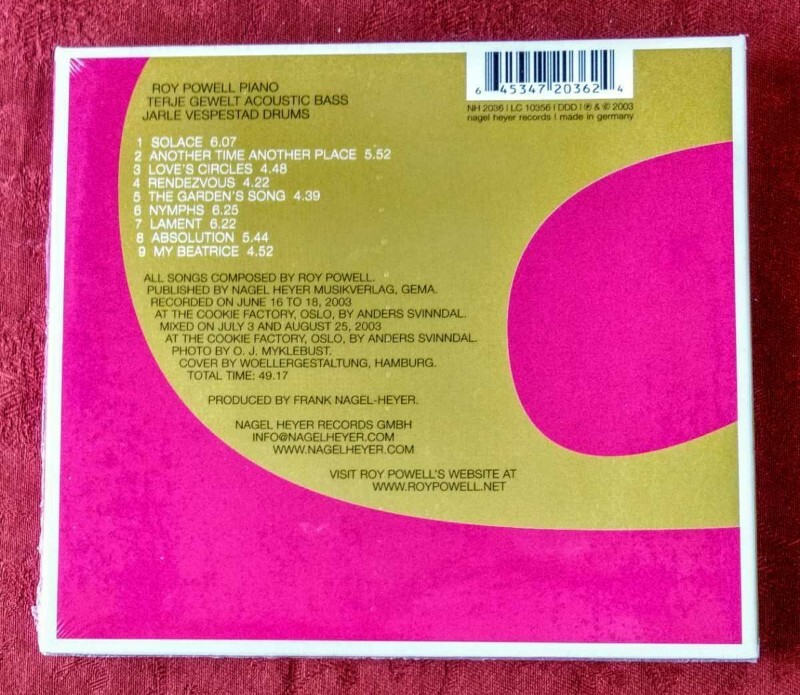 ROY POWELL PIANO
TERJE GEWELT ACOUSTIC BASS
JARLE VESPESTAD DRUMS
1 SOLACE 6.07
2 ANOTHER TIME ANOTHER PLACE 5.52
3 LOVE'S CIRCLES 4.48
4 RENDEZVOUS 4.22
5 THE GARDEN'S SONG 4.39
6 NYMPHS 6.25
7 LAMENT 6.22
8 ABSOLUTION 5.44
9 MY BEATRICE 4.52
ALL SONGS COMPOSED BY ROY POWELL.
PUBLISHED BY NAGEL HEYER MUSIKVERLAG, GEMA.
RECORDED ON JUNE 16 TO 18, 2003
AT THE COOKIE FACTORY, OSLO, BY ANDERS SVINNDAL.
MIXED ON JULY 3 AND AUGUST 25, 2003
AT THE COOKIE FACTORY, OSLO, BY ANDERS SVINNDAL.
PHOTO BY O. J. MYKLEBUST.
COVER BY WOELLERGESTALTUNG, HAMBURG.
TOTAL TIME: 49.17
PRODUCED BY FRANK NAGEL-HEYER.
NAGEL HEYER RECORDS GMBH
INFO@NAGELHEYER.COM
WWW.NAGELHEYER.COM
VISIT ROY POWELL'S WEBSITE AT
WWW.ROYPOWELL.NET
6 45347 20362 4
NH 2036 | LC 10356 | DDD | ℗ & © 2003
nagel heyer records | made in germany